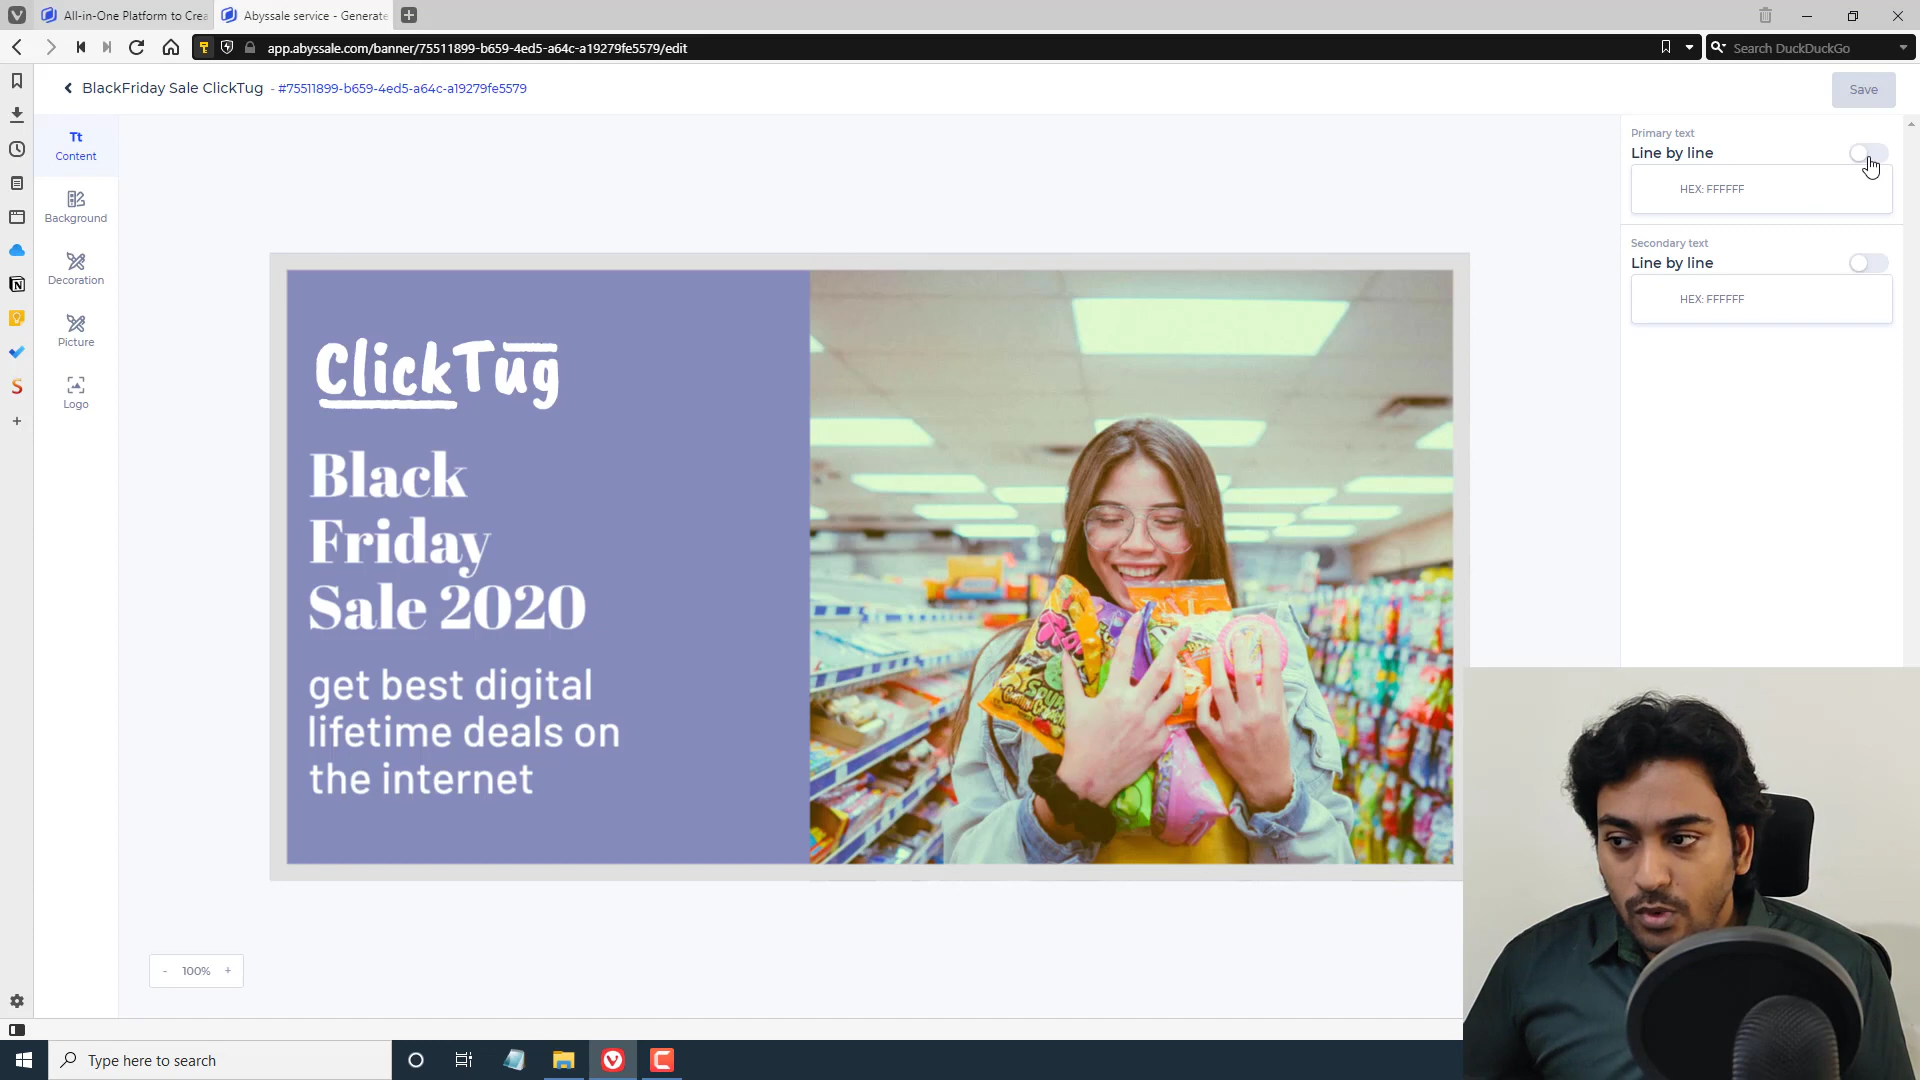 All-in-One Platform to Crea
Abyssale service - Generate
app.abyssale.com/banner/75511899-b659-4ed5-a64c-a19279fe5579/edit
Search DuckDuckGo
BlackFriday Sale ClickTug - #75511899-b659-4ed5-a64c-a19279fe5579
Save
Tt
Content
Background
Decoration
Picture
Logo
Primary text
Line by line
HEX: FFFFFF
Secondary text
Line by line
HEX: FFFFFF
ClickTug
Black
Friday
Sale 2020
get best digital
lifetime deals on
the internet
- 100% +
Type here to search